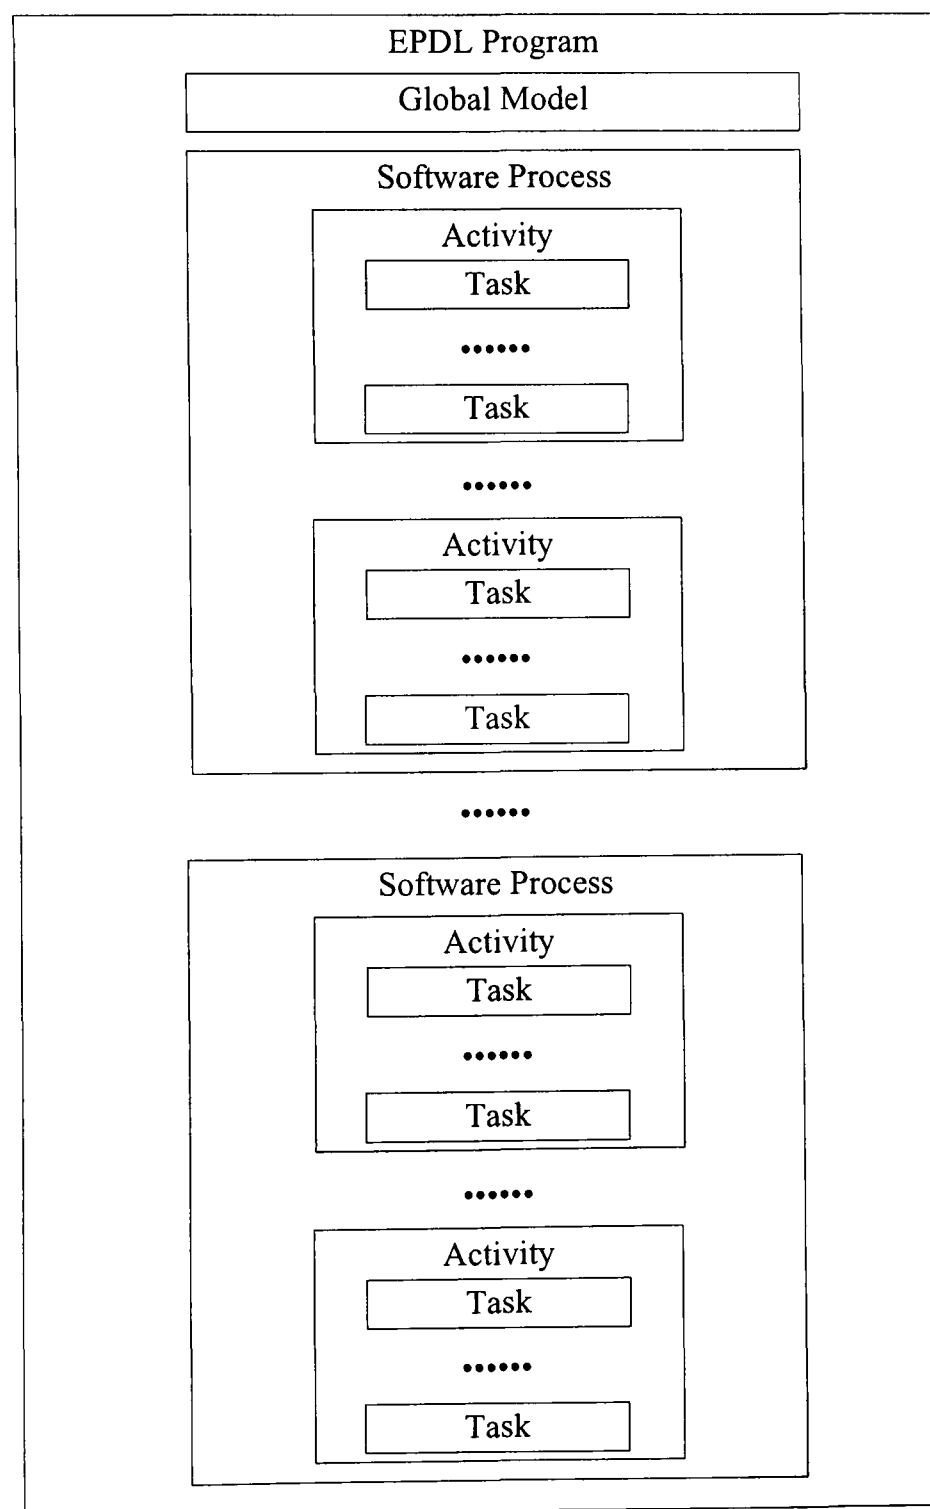 EPDL Program
Global Model
Software Process
Activity
Task
••••••
Task
••••••
Activity
Task
••••••
Task
••••••
Software Process
Activity
Task
••••••
Task
••••••
Activity
Task
••••••
Task